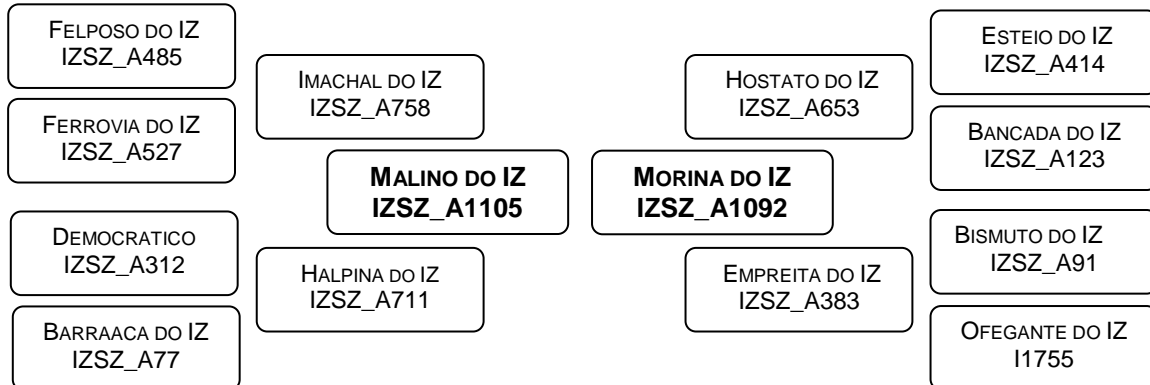 FELPOSO DO IZ
IZSZ_A485
FERROVIA DO IZ
IZSZ_A527
IMACHAL DO IZ
IZSZ_A758
MALINO DO IZ
IZSZ_A1105
DEMOCRATICO
IZSZ_A312
BARRAACA DO IZ
IZSZ_A77
HALPINA DO IZ
IZSZ_A711
HOSTATO DO IZ
IZSZ_A653
ESTEIO DO IZ
IZSZ_A414
BANCADA DO IZ
IZSZ_A123
MORINA DO IZ
IZSZ_A1092
EMPREITA DO IZ
IZSZ_A383
BISMUTO DO IZ
IZSZ_A91
OFEGANTE DO IZ
I1755